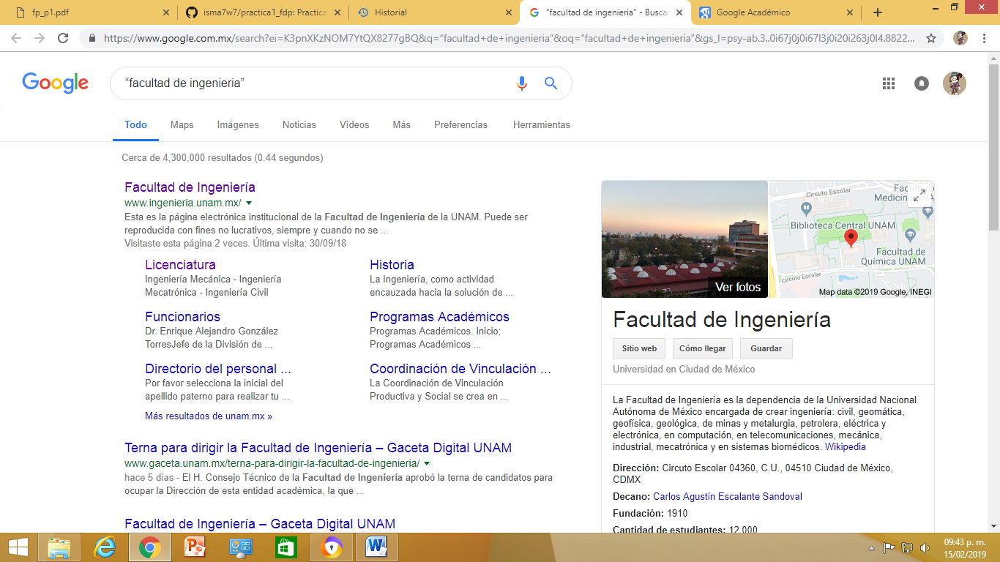 fp_p1.pdf
isma7w7/practica1_fdp: Practica
Historial
“facultad de ingenieria” - Buscar
Google Académico
https://www.google.com.mx/search?ei=K3pnXKzNOM7YtQX8277gBQ&q=“facultad+de+ingenieria”&oq=“facultad+de+ingenieria”&gs_l=psy-ab.3..0i67j0j0i67l3j0i20i263j0l4.8822...
Google
“facultad de ingenieria”
Todo Maps Imágenes Noticias Vídeos Más Preferencias Herramientas
Cerca de 4,300,000 resultados (0.44 segundos)
Facultad de Ingeniería
www.ingenieria.unam.mx/
Esta es la página electrónica institucional de la Facultad de Ingeniería de la UNAM. Puede ser
reproducida con fines no lucrativos, siempre y cuando no se ...
Visitaste esta página 2 veces. Última visita: 30/09/18
Licenciatura
Ingeniería Mecánica - Ingeniería
Mecatrónica - Ingeniería Civil
Historia
La Ingeniería, como actividad
encauzada hacia la solución de ...
Funcionarios
Dr. Enrique Alejandro González
TorresJefe de la División de ...
Programas Académicos
Programas Académicos. Inicio;
Programas Académicos ...
Directorio del personal ...
Por favor selecciona la inicial del
apellido paterno para realizar tu ...
Coordinación de Vinculación ...
La Coordinación de Vinculación
Productiva y Social se crea en ...
Más resultados de unam.mx »
Terna para dirigir la Facultad de Ingeniería – Gaceta Digital UNAM
www.gaceta.unam.mx/terna-para-dirigir-la-facultad-de-ingenieria/
hace 5 días - El H. Consejo Técnico de la Facultad de Ingeniería aprobó la terna de candidatos para
ocupar la Dirección de esta entidad académica, la que ...
Facultad de Ingeniería – Gaceta Digital UNAM
Ver fotos
Circuto Escolar
Facultad de
Medicina UNA
Biblioteca Central UNAM
Facultad de
Química UNAM
Circuto Escolar
Map data ©2019 Google, INEGI
Facultad de Ingeniería
Sitio web Cómo llegar Guardar
Universidad en Ciudad de México
La Facultad de Ingeniería es la dependencia de la Universidad Nacional
Autónoma de México encargada de crear ingeniería: civil, geomática,
geofísica, geológica, de minas y metalurgia, petrolera, eléctrica y
electrónica, en computación, en telecomunicaciones, mecánica,
industrial, mecatrónica y en sistemas biomédicos. Wikipedia
Dirección: Circuto Escolar 04360, C.U., 04510 Ciudad de México,
CDMX
Decano: Carlos Agustín Escalante Sandoval
Fundación: 1910
Cantidad de estudiantes: 12,000
09:43 p. m.
15/02/2019